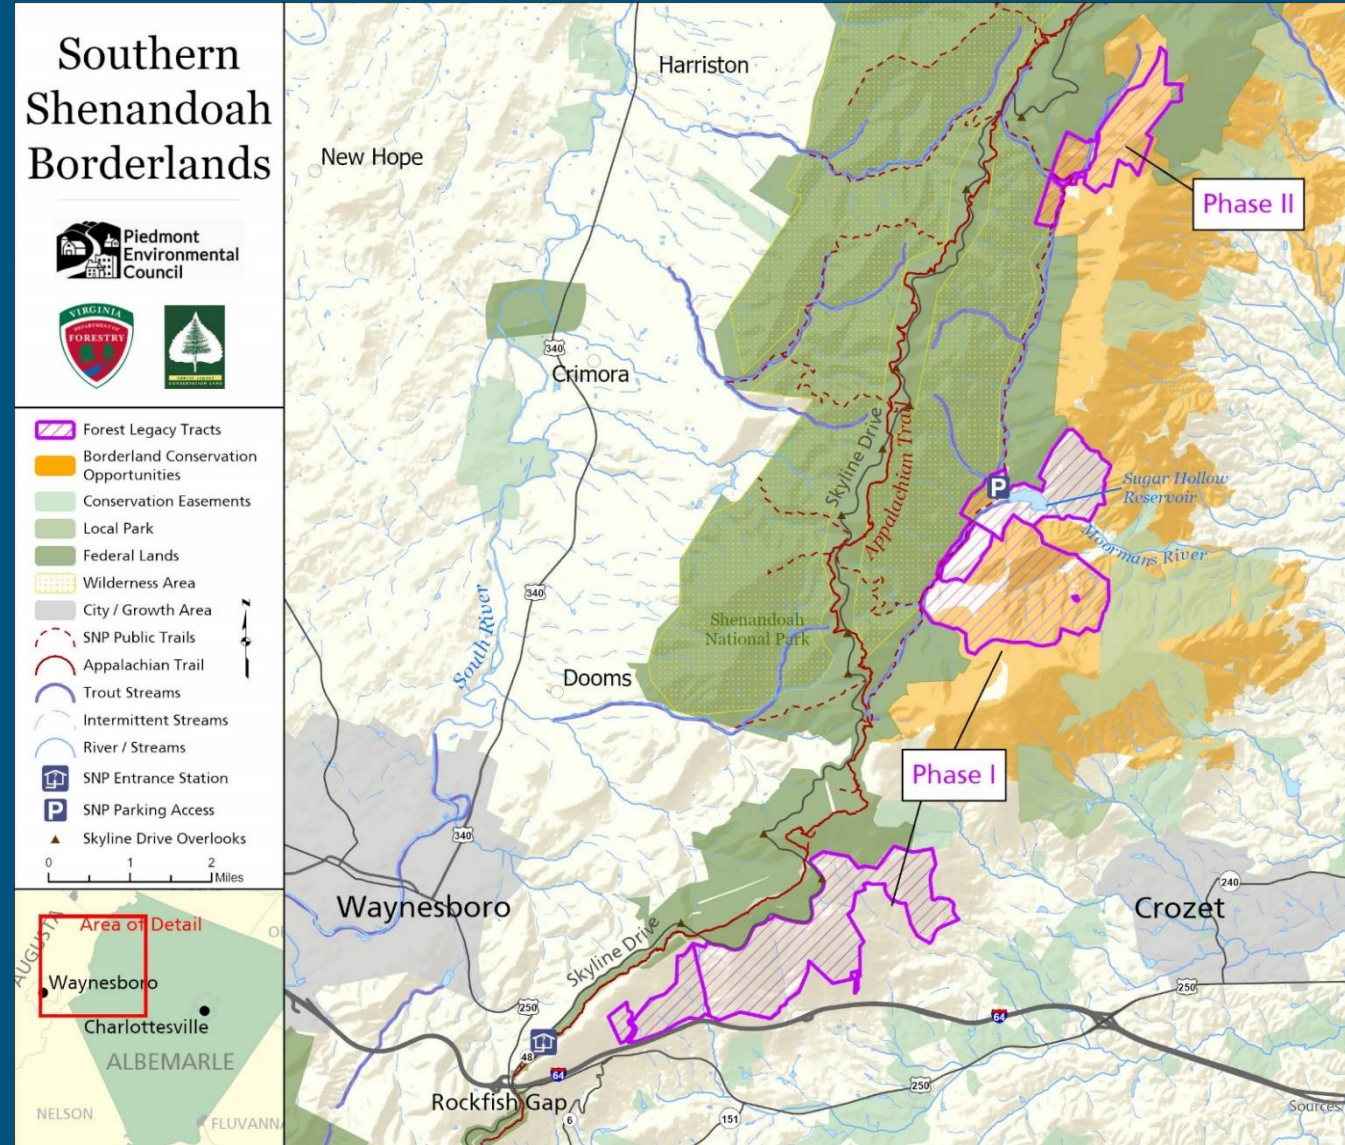 Southern
Shenandoah
Borderlands
Piedmont
Environmental
Council
VIRGINIA
DEPARTMENT OF
FORESTRY
Forest Legacy Tracts
Borderland Conservation
Opportunities
Conservation Easements
Local Park
Federal Lands
Wilderness Area
City / Growth Area
SNP Public Trails
Appalachian Trail
Trout Streams
Intermittent Streams
River / Streams
SNP Entrance Station
P
SNP Parking Access
Skyline Drive Overlooks
0 1 2
Miles
Area of Detail
AUGUSTA
Waynesboro
Charlottesville
ALBEMARLE
NELSON
FLUVANN
Harriston
New Hope
Phase II
340
Crimora
Skyline Drive
Appalachian Trail
P
Sugar Hollow
Reservoir
Moormans River
340
South River
Shenandoah
National Park
Dooms
Phase I
340
Waynesboro
240
Crozet
Skyline Drive
250
250
64
48
64
Rockfish Gap
250
6
151
Sources